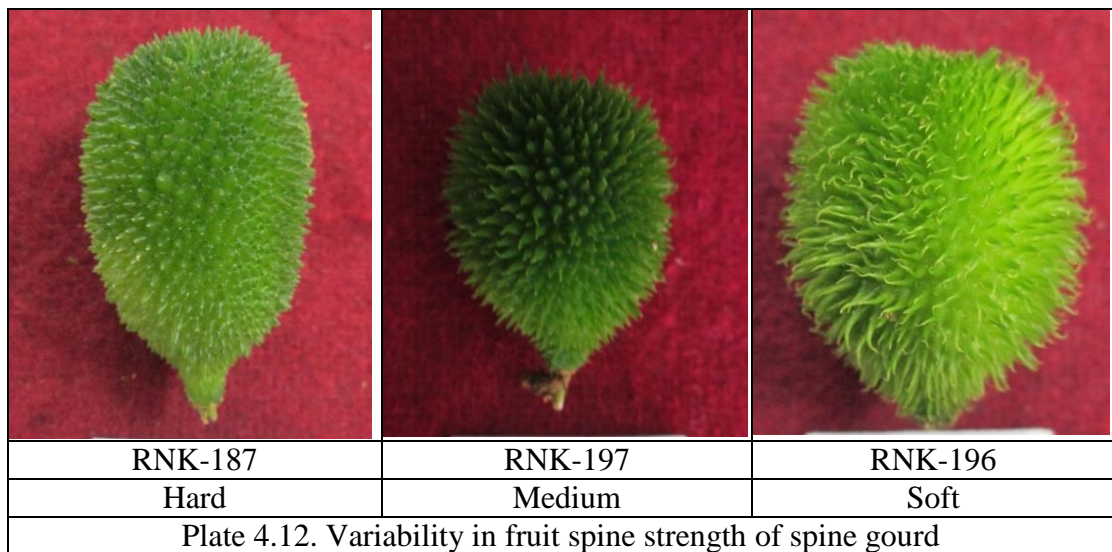 RNK-187 RNK-197 RNK-196
Hard Medium Soft
Plate 4.12. Variability in fruit spine strength of spine gourd